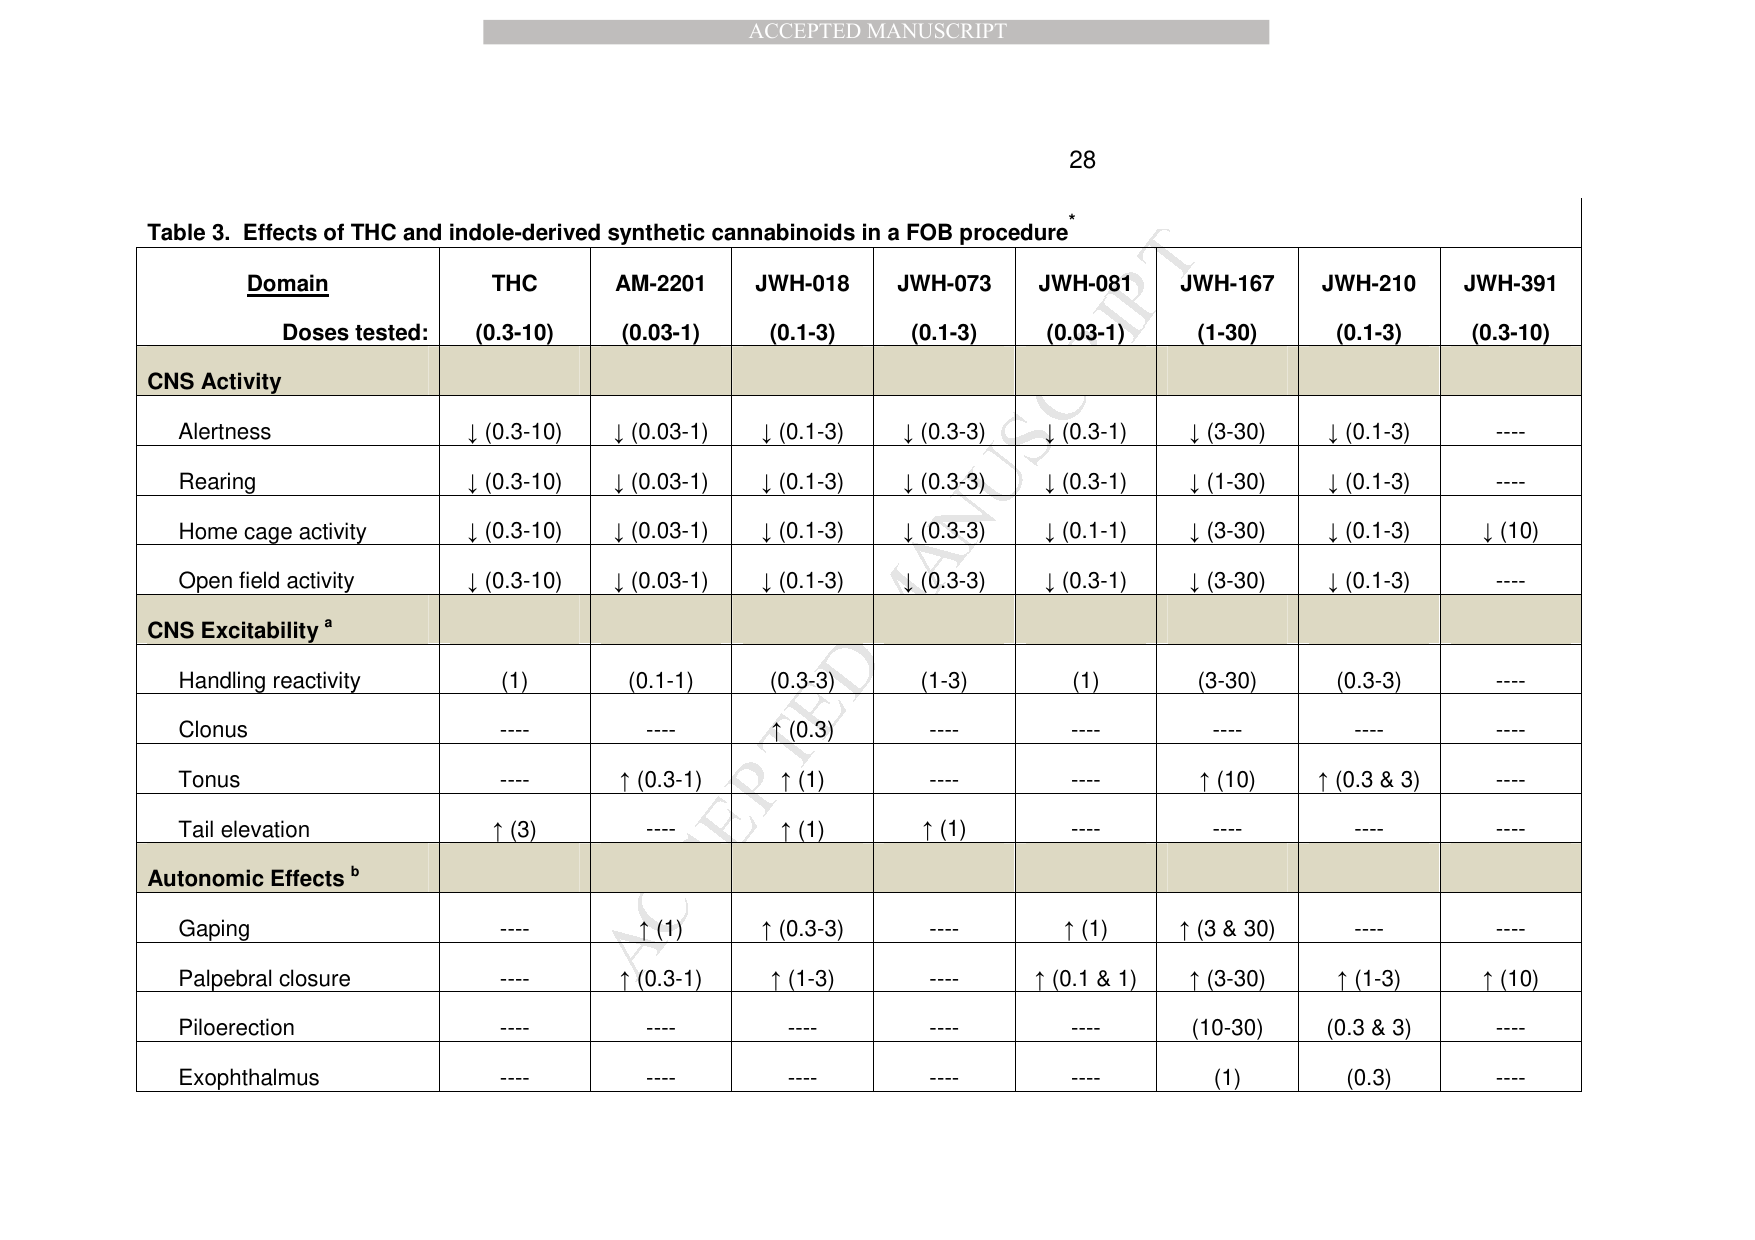 ACCEPTED MANUSCRIPT
28
Table 3. Effects of THC and indole-derived synthetic cannabinoids in a FOB procedure*
Domain THC AM-2201 JWH-018 JWH-073 JWH-081 JWH-167 JWH-210 JWH-391
Doses tested: (0.3-10) (0.03-1) (0.1-3) (0.1-3) (0.03-1) (1-30) (0.1-3) (0.3-10)
CNS Activity
Alertness ↓ (0.3-10) ↓ (0.03-1) ↓ (0.1-3) ↓ (0.3-3) ↓ (0.3-1) ↓ (3-30) ↓ (0.1-3) ----
Rearing ↓ (0.3-10) ↓ (0.03-1) ↓ (0.1-3) ↓ (0.3-3) ↓ (0.3-1) ↓ (1-30) ↓ (0.1-3) ----
Home cage activity ↓ (0.3-10) ↓ (0.03-1) ↓ (0.1-3) ↓ (0.3-3) ↓ (0.1-1) ↓ (3-30) ↓ (0.1-3) ↓ (10)
Open field activity ↓ (0.3-10) ↓ (0.03-1) ↓ (0.1-3) ↓ (0.3-3) ↓ (0.3-1) ↓ (3-30) ↓ (0.1-3) ----
CNS Excitability a
Handling reactivity (1) (0.1-1) (0.3-3) (1-3) (1) (3-30) (0.3-3) ----
Clonus ---- ---- ↑ (0.3) ---- ---- ---- ---- ----
Tonus ---- ↑ (0.3-1) ↑ (1) ---- ---- ↑ (10) ↑ (0.3 & 3) ----
Tail elevation ↑ (3) ---- ↑ (1) ↑ (1) ---- ---- ---- ----
Autonomic Effects b
Gaping ---- ↑ (1) ↑ (0.3-3) ---- ↑ (1) ↑ (3 & 30) ---- ----
Palpebral closure ---- ↑ (0.3-1) ↑ (1-3) ---- ↑ (0.1 & 1) ↑ (3-30) ↑ (1-3) ↑ (10)
Piloerection ---- ---- ---- ---- ---- (10-30) (0.3 & 3) ----
Exophthalmus ---- ---- ---- ---- ---- (1) (0.3) ----
ACCEPTED MANUSCRIPT